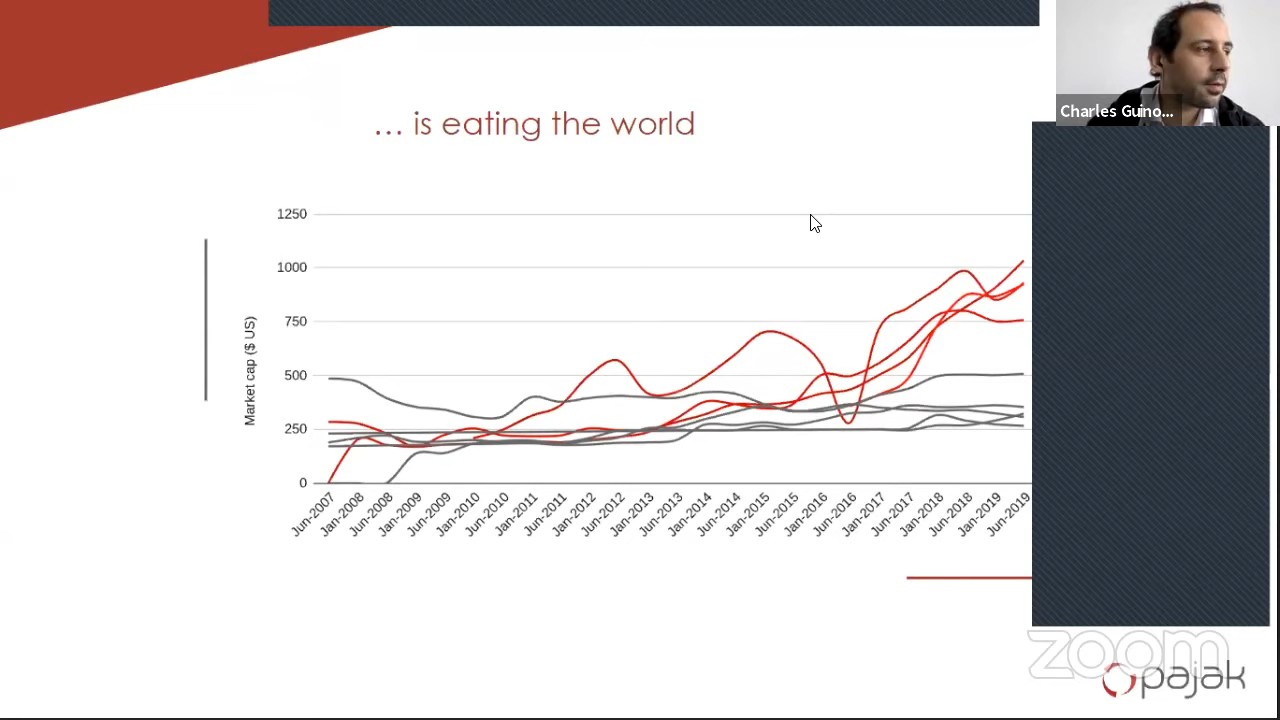 Charles Guino...
... is eating the world
Market cap ($ US)
1250
1000
750
500
250
0
Jun-2007
Jan-2008
Jun-2008
Jan-2009
Jun-2009
Jan-2010
Jun-2010
Jan-2011
Jun-2011
Jan-2012
Jun-2012
Jan-2013
Jun-2013
Jan-2014
Jun-2014
Jan-2015
Jun-2015
Jan-2016
Jun-2016
Jan-2017
Jun-2017
Jan-2018
Jun-2018
Jan-2019
Jun-2019
zoom
pajak